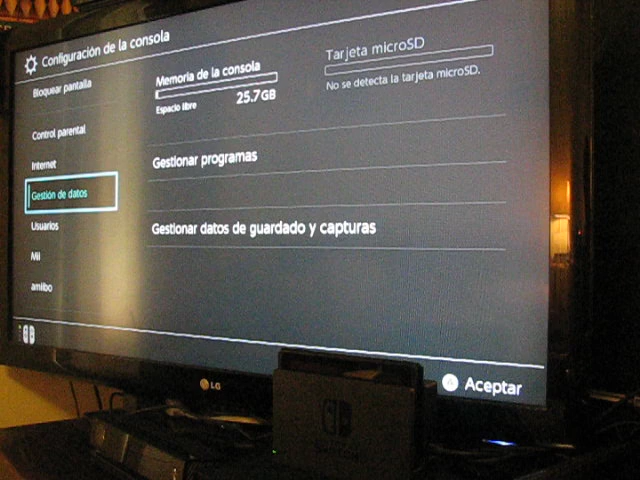 Configuración de la consola
Bloquear pantalla
Control parental
Internet
Gestión de datos
Usuarios
Mii
amiibo
Memoria de la consola
Espacio libre 25.7GB
Tarjeta microSD
No se detecta la tarjeta microSD.
Gestionar programas
Gestionar datos de guardado y capturas
A Aceptar
LG
SWITCH